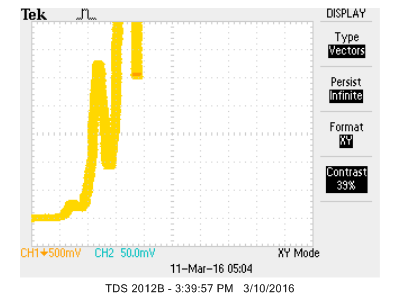 Tek
DISPLAY
Type
Vectors
Persist
Infinite
Format
XY
Contrast
39%
CH1 500mV CH2 50.0mV XY Mode
11-Mar-16 05:04
TDS 2012B - 3:39:57 PM 3/10/2016